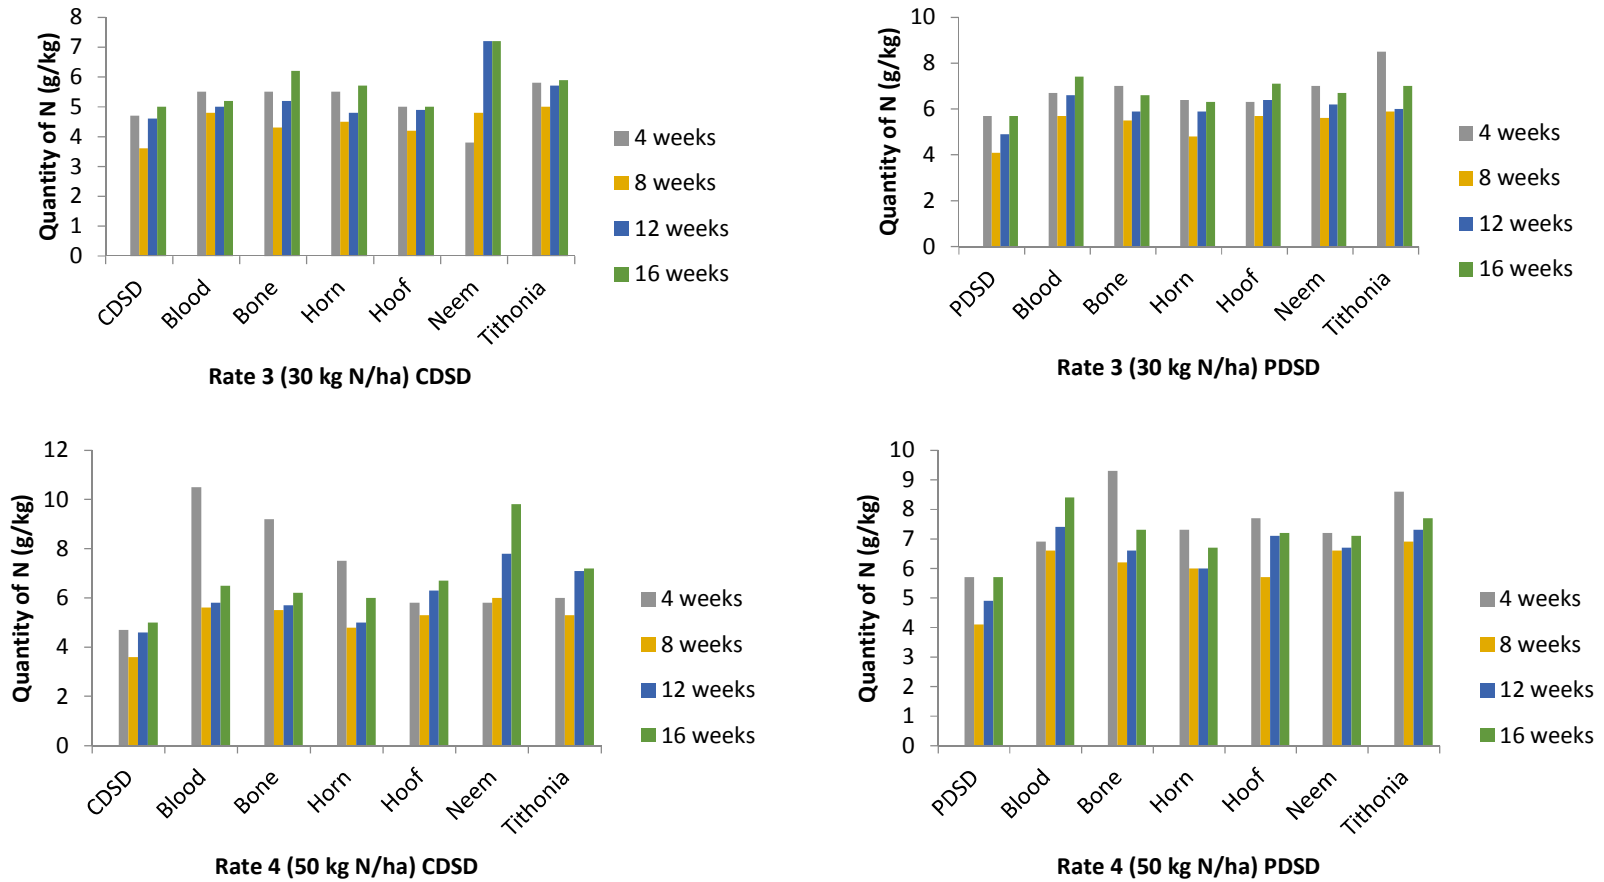 Quantity of N (g/kg)
8
7
6
5
4
3
2
1
0
CDSD
Blood
Bone
Horn
Hoof
Neem
Tithonia
4 weeks
8 weeks
12 weeks
16 weeks
Rate 3 (30 kg N/ha) CDSD
Quantity of N (g/kg)
10
8
6
4
2
0
PDSD
Blood
Bone
Horn
Hoof
Neem
Tithonia
4 weeks
8 weeks
12 weeks
16 weeks
Rate 3 (30 kg N/ha) PDSD
Quantity of N (g/kg)
12
10
8
6
4
2
0
CDSD
Blood
Bone
Horn
Hoof
Neem
Tithonia
4 weeks
8 weeks
12 weeks
16 weeks
Rate 4 (50 kg N/ha) CDSD
Quantity of N (g/kg)
10
9
8
7
6
5
4
3
2
1
0
PDSD
Blood
Bone
Horn
Hoof
Neem
Tithonia
4 weeks
8 weeks
12 weeks
16 weeks
Rate 4 (50 kg N/ha) PDSD